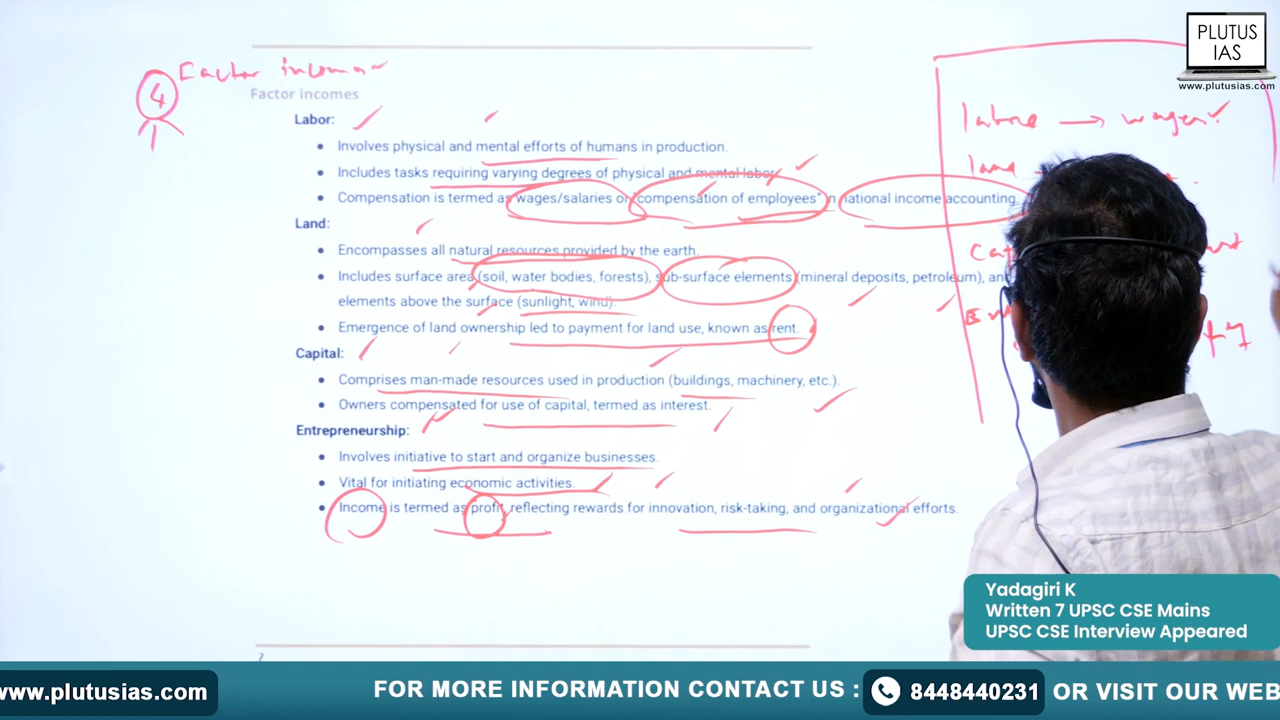 PLUTUS
IAS
www.plutusias.com
4 Factor incomes
Factor incomes
Labor:
• Involves physical and mental efforts of humans in production.
• Includes tasks requiring varying degrees of physical and mental labor.
• Compensation is termed as wages/salaries or "compensation of employees" in national income accounting.
Land:
• Encompasses all natural resources provided by the earth.
• Includes surface area (soil, water bodies, forests), sub-surface elements (mineral deposits, petroleum), and
elements above the surface (sunlight, wind).
• Emergence of land ownership led to payment for land use, known as rent.
Capital:
• Comprises man-made resources used in production (buildings, machinery, etc.).
• Owners compensated for use of capital, termed as interest.
Entrepreneurship:
• Involves initiative to start and organize businesses.
• Vital for initiating economic activities.
• Income is termed as profit, reflecting rewards for innovation, risk-taking, and organizational efforts.
labour → wages
land
Yadagiri K
Written 7 UPSC CSE Mains
UPSC CSE Interview Appeared
www.plutusias.com
FOR MORE INFORMATION CONTACT US : 8448440231 OR VISIT OUR WEB